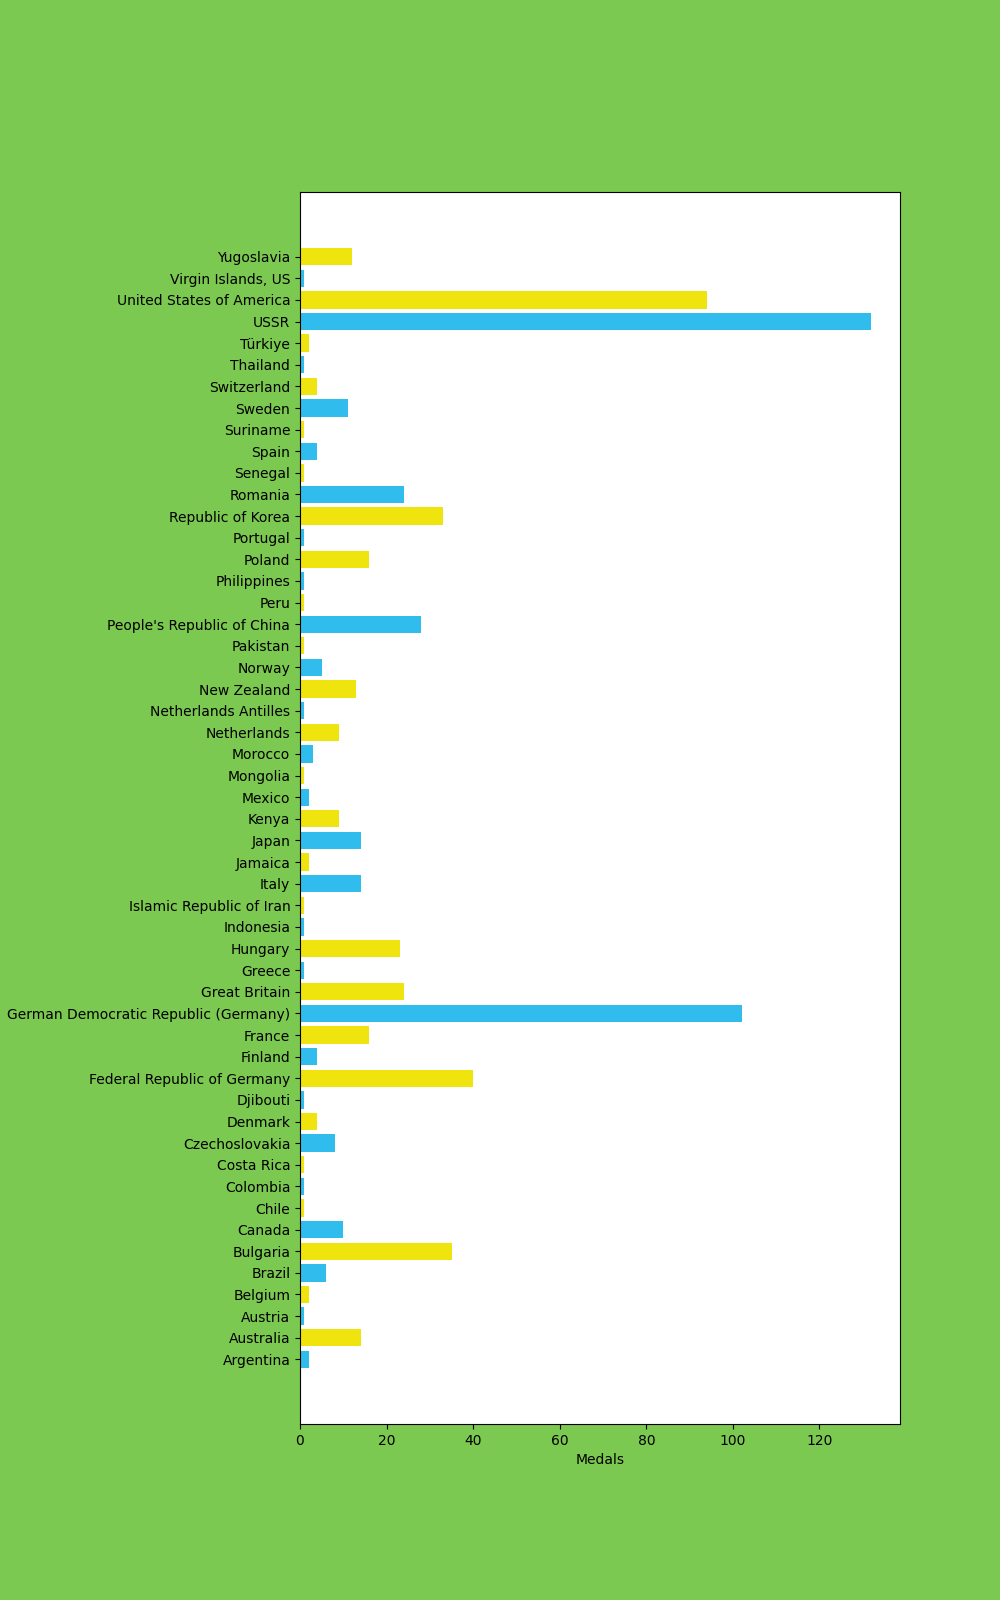 Yugoslavia
Virgin Islands, US
United States of America
USSR
Türkiye
Thailand
Switzerland
Sweden
Suriname
Spain
Senegal
Romania
Republic of Korea
Portugal
Poland
Philippines
Peru
People's Republic of China
Pakistan
Norway
New Zealand
Netherlands Antilles
Netherlands
Morocco
Mongolia
Mexico
Kenya
Japan
Jamaica
Italy
Islamic Republic of Iran
Indonesia
Hungary
Greece
Great Britain
German Democratic Republic (Germany)
France
Finland
Federal Republic of Germany
Djibouti
Denmark
Czechoslovakia
Costa Rica
Colombia
Chile
Canada
Bulgaria
Brazil
Belgium
Austria
Australia
Argentina
0 20 40 60 80 100 120
Medals